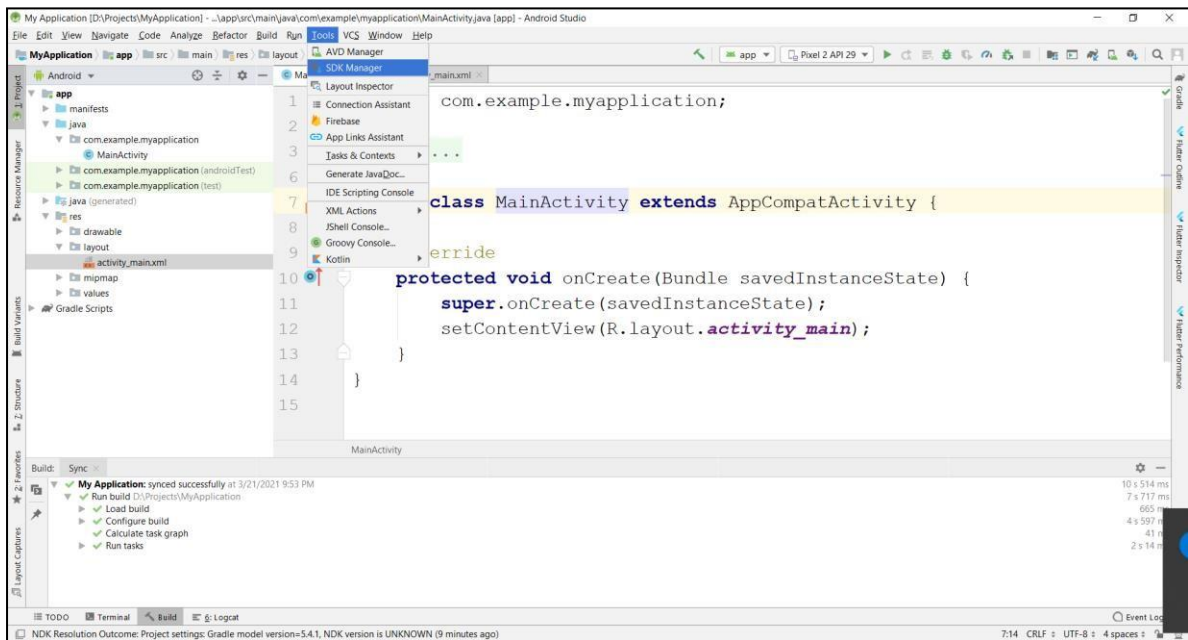 My Application [D:\Projects\MyApplication] - ...\app\src\main\java\com\example\myapplication\MainActivity.java [app] - Android Studio
File Edit View Navigate Code Analyze Refactor Build Run Tools VCS Window Help
MyApplication app src main res layout
app Pixel 2 API 29
AVD Manager
SDK Manager
Layout Inspector
Connection Assistant
Firebase
App Links Assistant
Tasks & Contexts
Generate JavaDoc...
IDE Scripting Console
XML Actions
JShell Console...
Groovy Console...
Kotlin
Android
app
manifests
java
com.example.myapplication
MainActivity
com.example.myapplication (androidTest)
com.example.myapplication (test)
java (generated)
res
drawable
layout
activity_main.xml
mipmap
values
Gradle Scripts
Ma
_main.xml
1 com.example.myapplication;
2
3 ...
6
7 class MainActivity extends AppCompatActivity {
8
9 erride
10 protected void onCreate(Bundle savedInstanceState) {
11 super.onCreate(savedInstanceState);
12 setContentView(R.layout.activity_main);
13 }
14 }
15
MainActivity
1: Project
Resource Manager
Build Variants
7: Structure
2: Favorites
Layout Captures
Gradle
Flutter Outline
Flutter Inspector
Flutter Performance
Build: Sync
My Application: synced successfully at 3/21/2021 9:53 PM 10 s 514 ms
Run build D:\Projects\MyApplication 7 s 717 ms
Load build 665 m
Configure build 4 s 597 m
Calculate task graph 41 m
Run tasks 2 s 14 m
TODO Terminal Build 6: Logcat Event Log
NDK Resolution Outcome: Project settings: Gradle model version=5.4.1, NDK version is UNKNOWN (9 minutes ago) 7:14 CRLF UTF-8 4 spaces